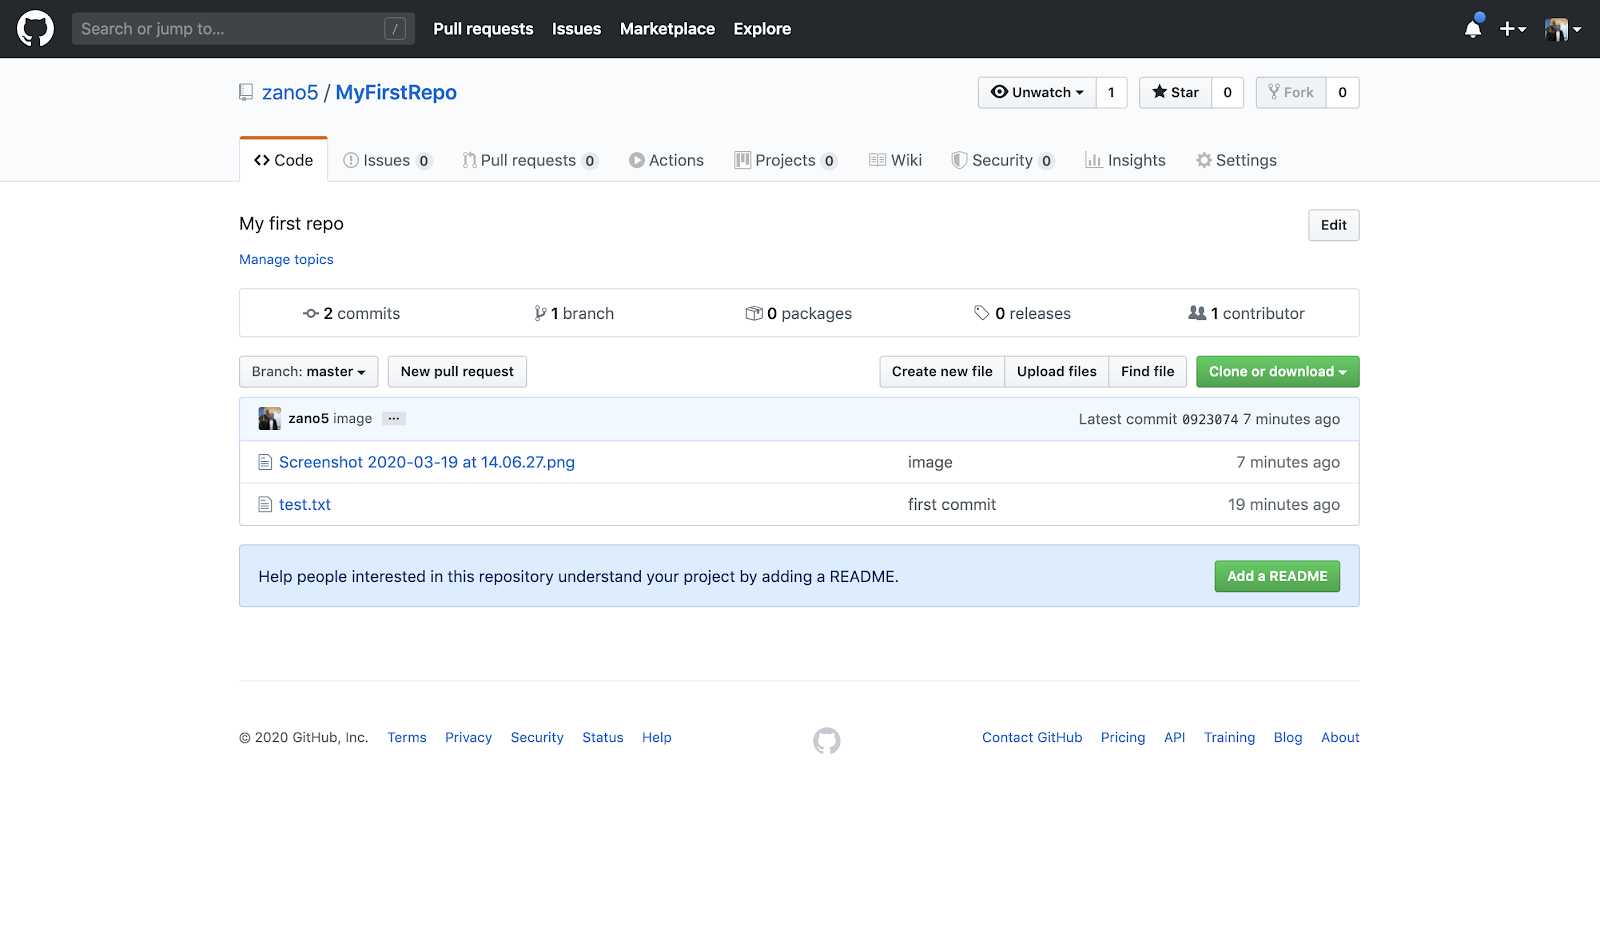 Search or jump to... / Pull requests Issues Marketplace Explore
zano5 / MyFirstRepo Unwatch 1 Star 0 Fork 0
Code Issues 0 Pull requests 0 Actions Projects 0 Wiki Security 0 Insights Settings
My first repo Edit
Manage topics
2 commits 1 branch 0 packages 0 releases 1 contributor
Branch: master New pull request Create new file Upload files Find file Clone or download
zano5 image ... Latest commit 0923074 7 minutes ago
Screenshot 2020-03-19 at 14.06.27.png image 7 minutes ago
test.txt first commit 19 minutes ago
Help people interested in this repository understand your project by adding a README. Add a README
© 2020 GitHub, Inc. Terms Privacy Security Status Help Contact GitHub Pricing API Training Blog About